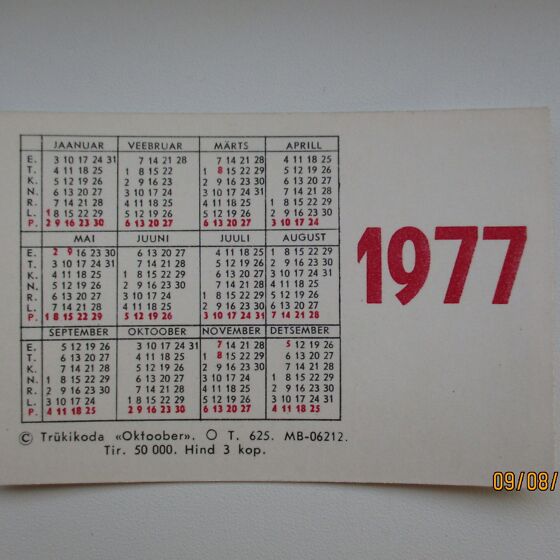 JAANUAR VEEBRUAR MÄRTS APRILL
E. 3 10 17 24 31 7 14 21 28 7 14 21 28 4 11 18 25
T. 4 11 18 25 1 8 15 22 1 8 15 22 29 5 12 19 26
K. 5 12 19 26 2 9 16 23 2 9 16 23 30 6 13 20 27
N. 6 13 20 27 3 10 17 24 3 10 17 24 31 7 14 21 28
R. 7 14 21 28 4 11 18 25 4 11 18 25 1 8 15 22 29
L. 1 8 15 22 29 5 12 19 26 5 12 19 26 2 9 16 23 30
P. 2 9 16 23 30 6 13 20 27 6 13 20 27 3 10 17 24
MAI JUUNI JUULI AUGUST
E. 2 9 16 23 30 6 13 20 27 4 11 18 25 1 8 15 22 29
T. 3 10 17 24 31 7 14 21 28 5 12 19 26 2 9 16 23 30
K. 4 11 18 25 1 8 15 22 29 6 13 20 27 3 10 17 24 31
N. 5 12 19 26 2 9 16 23 30 7 14 21 28 4 11 18 25
R. 6 13 20 27 3 10 17 24 1 8 15 22 29 5 12 19 26
L. 7 14 21 28 4 11 18 25 2 9 16 23 30 6 13 20 27
P. 1 8 15 22 29 5 12 19 26 3 10 17 24 31 7 14 21 28
SEPTEMBER OKTOOBER NOVEMBER DETSEMBER
E. 5 12 19 26 3 10 17 24 31 7 14 21 28 5 12 19 26
T. 6 13 20 27 4 11 18 25 1 8 15 22 29 6 13 20 27
K. 7 14 21 28 5 12 19 26 2 9 16 23 30 7 14 21 28
N. 1 8 15 22 29 6 13 20 27 3 10 17 24 1 8 15 22 29
R. 2 9 16 23 30 7 14 21 28 4 11 18 25 2 9 16 23 30
L. 3 10 17 24 1 8 15 22 29 5 12 19 26 3 10 17 24 31
P. 4 11 18 25 2 9 16 23 30 6 13 20 27 4 11 18 25
1977
© Trükikoda «Oktoober». O T. 625. MB-06212.
Tir. 50 000. Hind 3 kop.
09/08/